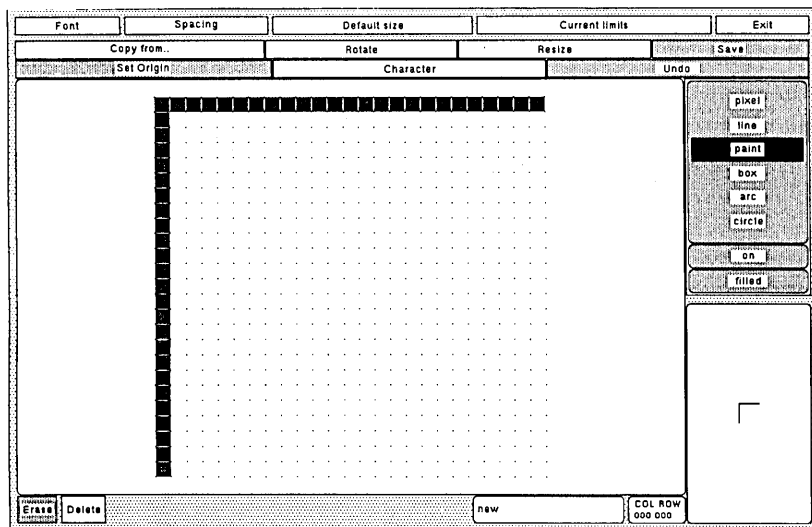 Font Spacing Default size Current limits Exit
Copy from.. Rotate Resize Save
Set Origin Character Undo
pixel
line
paint
box
arc
circle
on
filled
Erase Delete new COL ROW
000 000